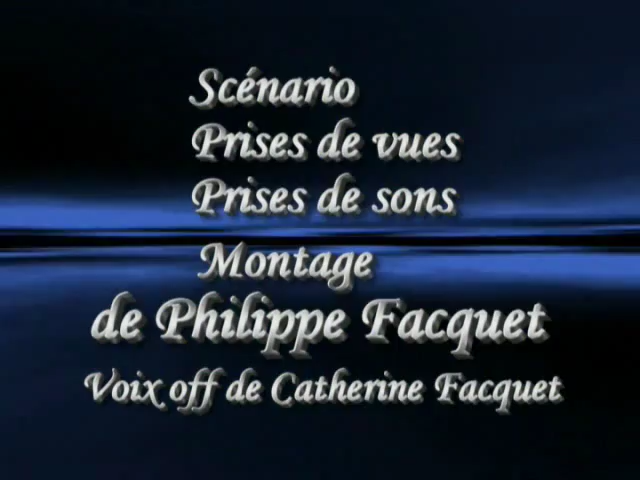 Scénario
Prises de vues
Prises de sons
Montage
de Philippe Facquet
Voix off de Catherine Facquet